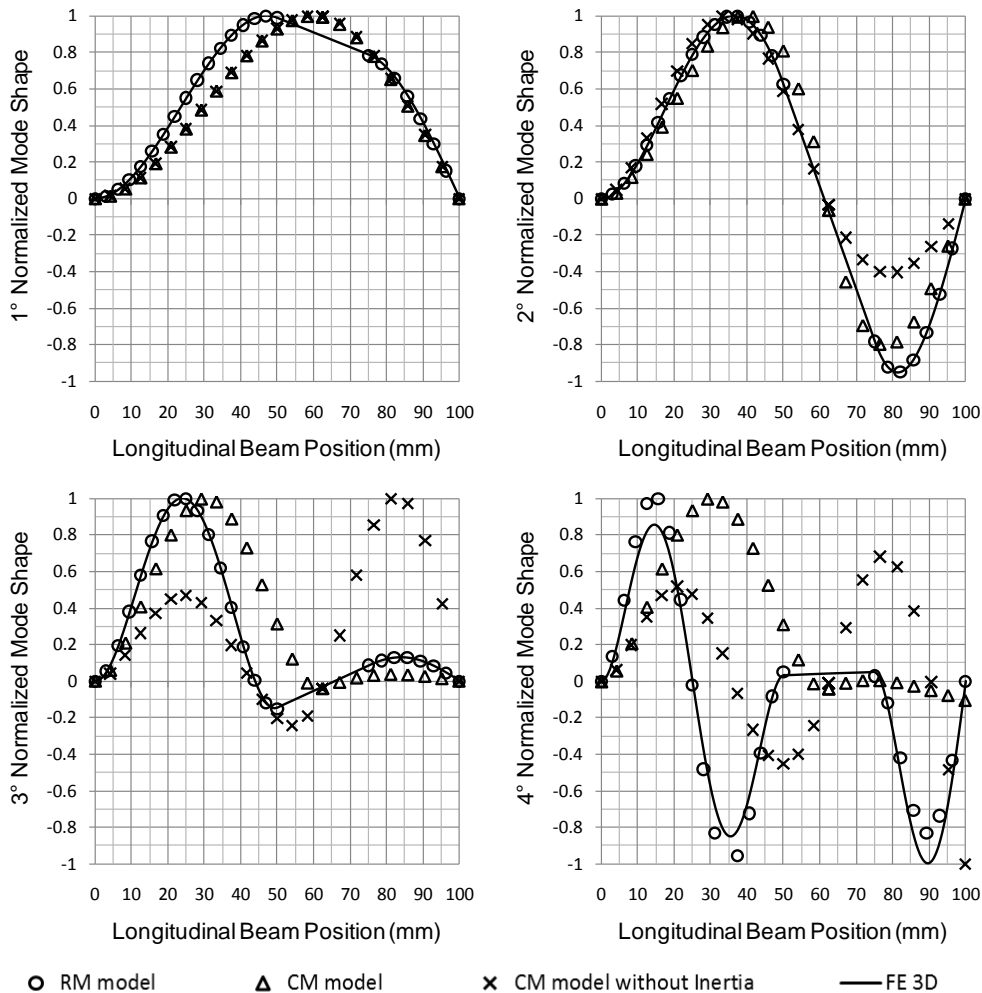 1
0.8
0.6
0.4
0.2
0
-0.2
-0.4
-0.6
-0.8
-1
0 10 20 30 40 50 60 70 80 90 100
1° Normalized Mode Shape
Longitudinal Beam Position (mm)
1
0.8
0.6
0.4
0.2
0
-0.2
-0.4
-0.6
-0.8
-1
0 10 20 30 40 50 60 70 80 90 100
2° Normalized Mode Shape
Longitudinal Beam Position (mm)
1
0.8
0.6
0.4
0.2
0
-0.2
-0.4
-0.6
-0.8
-1
0 10 20 30 40 50 60 70 80 90 100
3° Normalized Mode Shape
Longitudinal Beam Position (mm)
1
0.8
0.6
0.4
0.2
0
-0.2
-0.4
-0.6
-0.8
-1
0 10 20 30 40 50 60 70 80 90 100
4° Normalized Mode Shape
Longitudinal Beam Position (mm)
RM model
CM model
CM model without Inertia
FE 3D